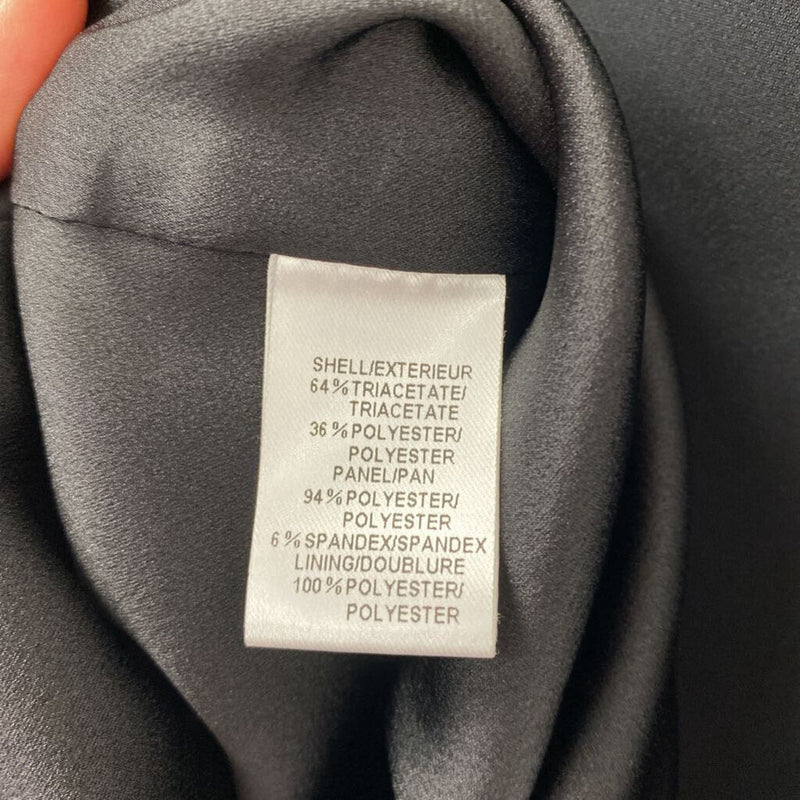 SHELL/EXTERIEUR
64%TRIACETATE/
TRIACETATE
36%POLYESTER/
POLYESTER
PANEL/PAN
94%POLYESTER/
POLYESTER
6%SPANDEX/SPANDEX
LINING/DOUBLURE
100%POLYESTER/
POLYESTER